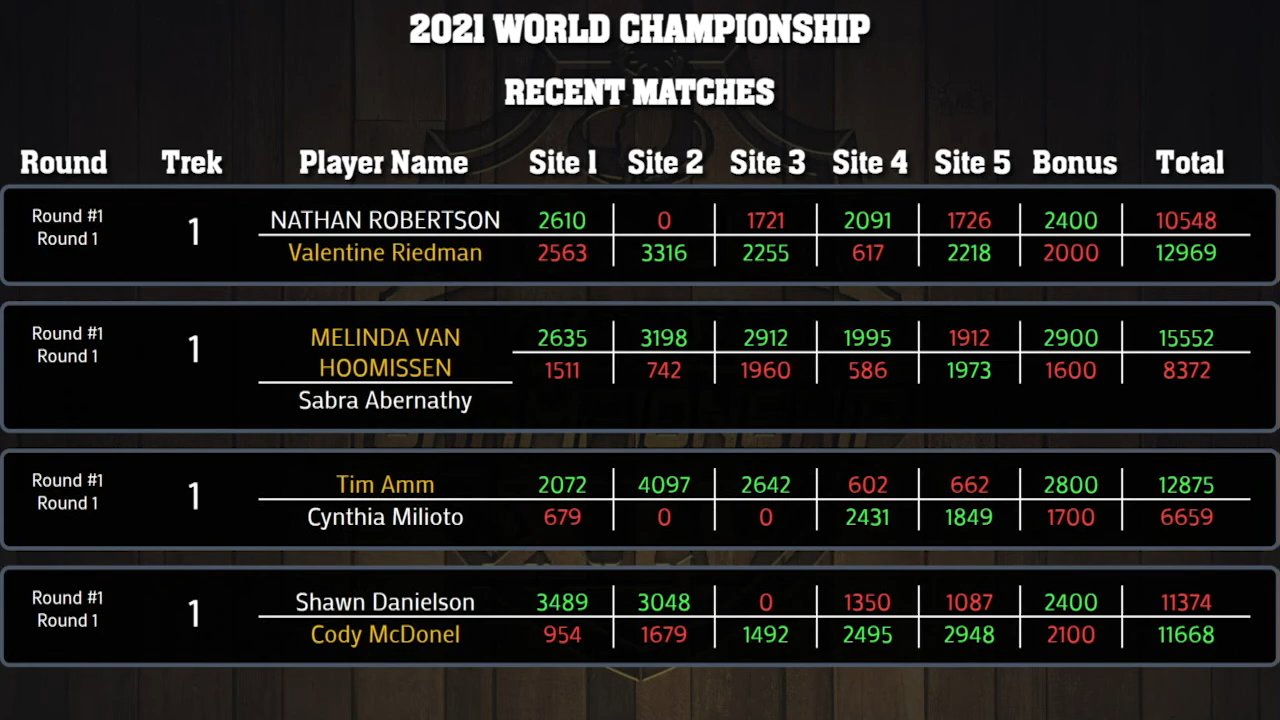 2021 WORLD CHAMPIONSHIP
RECENT MATCHES
Round Trek Player Name Site 1 Site 2 Site 3 Site 4 Site 5 Bonus Total
Round #1
Round 1
1
NATHAN ROBERTSON 2610 0 1721 2091 1726 2400 10548
Valentine Riedman 2563 3316 2255 617 2218 2000 12969
Round #1
Round 1
1
MELINDA VAN 2635 3198 2912 1995 1912 2900 15552
HOOMISSEN 1511 742 1960 586 1973 1600 8372
Sabra Abernathy
Round #1
Round 1
1
Tim Amm 2072 4097 2642 602 662 2800 12875
Cynthia Milioto 679 0 0 2431 1849 1700 6659
Round #1
Round 1
1
Shawn Danielson 3489 3048 0 1350 1087 2400 11374
Cody McDonel 954 1679 1492 2495 2948 2100 11668